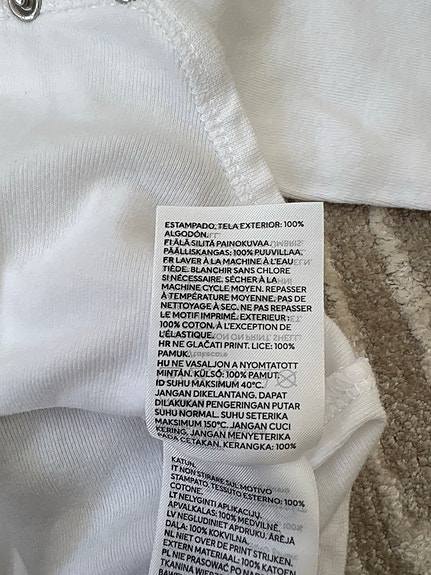 ESTAMPADO. TELA EXTERIOR: 100%
ALGODÓN.
FI ÄLÄ SILITÄ PAINOKUVAA.
PÄÄLLISKANGAS: 100% PUUVILLAA.
FR LAVER À LA MACHINE À L'EAU
TIÈDE. BLANCHIR SANS CHLORE
SI NÉCESSAIRE. SÉCHER À LA
MACHINE CYCLE MOYEN. REPASSER
À TEMPÉRATURE MOYENNE. PAS DE
NETTOYAGE À SEC. NE PAS REPASSER
LE MOTIF IMPRIMÉ. EXTERIEUR :
100% COTON. À L'EXCEPTION DE
L'ÉLASTIQUE.
HR NE GLAČATI PRINT. LICE: 100%
PAMUK.
HU NE VASALJON A NYOMTATOTT
MINTÁN. KÜLSŐ: 100% PAMUT.
ID SUHU MAKSIMUM 40°C.
JANGAN DIKELANTANG. DAPAT
DILAKUKAN PENGERINGAN PUTAR
SUHU NORMAL. SUHU SETERIKA
MAKSIMUM 150°C. JANGAN CUCI
KERING. JANGAN MENYETERIKA
PADA CETAKAN. KERANGKA: 100%
KATUN.
IT NON STIRARE SUL MOTIVO
STAMPATO. TESSUTO ESTERNO: 100%
COTONE.
LT NELYGINTI APLIKACIJŲ.
APVALKALAS: 100% MEDVILNĖ.
LV NEGLUDINIET APDRUKU. ĀRĒJĀ
DAĻA: 100% KOKVILNA.
NL NIET OVER DE PRINT STRIJKEN.
EXTERN MATERIAAL: 100% KATOEN
PL NIE PRASOWAĆ PO
TKANINA